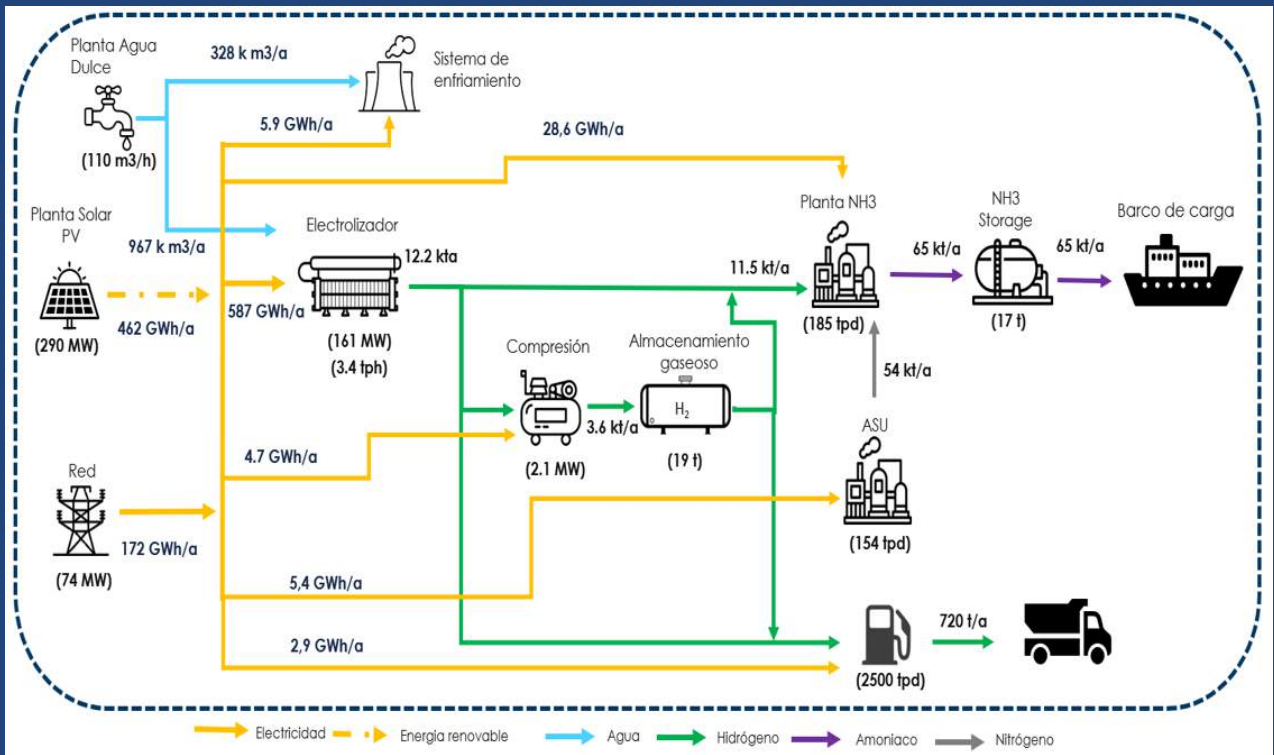 Planta Agua
Dulce
(110 m3/h)
328 k m3/a
Sistema de
enfriamiento
5.9 GWh/a
28,6 GWh/a
Planta Solar
PV
(290 MW)
967 k m3/a
462 GWh/a
587 GWh/a
Electrolizador
12.2 kta
(161 MW)
(3.4 tph)
Compresión
(2.1 MW)
3.6 kt/a
Almacenamiento
gaseoso
H2
(19 t)
11.5 kt/a
Planta NH3
(185 tpd)
65 kt/a
NH3
Storage
(17 t)
65 kt/a
Barco de carga
54 kt/a
ASU
(154 tpd)
Red
(74 MW)
172 GWh/a
4.7 GWh/a
5,4 GWh/a
2,9 GWh/a
(2500 tpd)
720 t/a
Electricidad
Energia renovable
Agua
Hidrógeno
Amoniaco
Nitrógeno